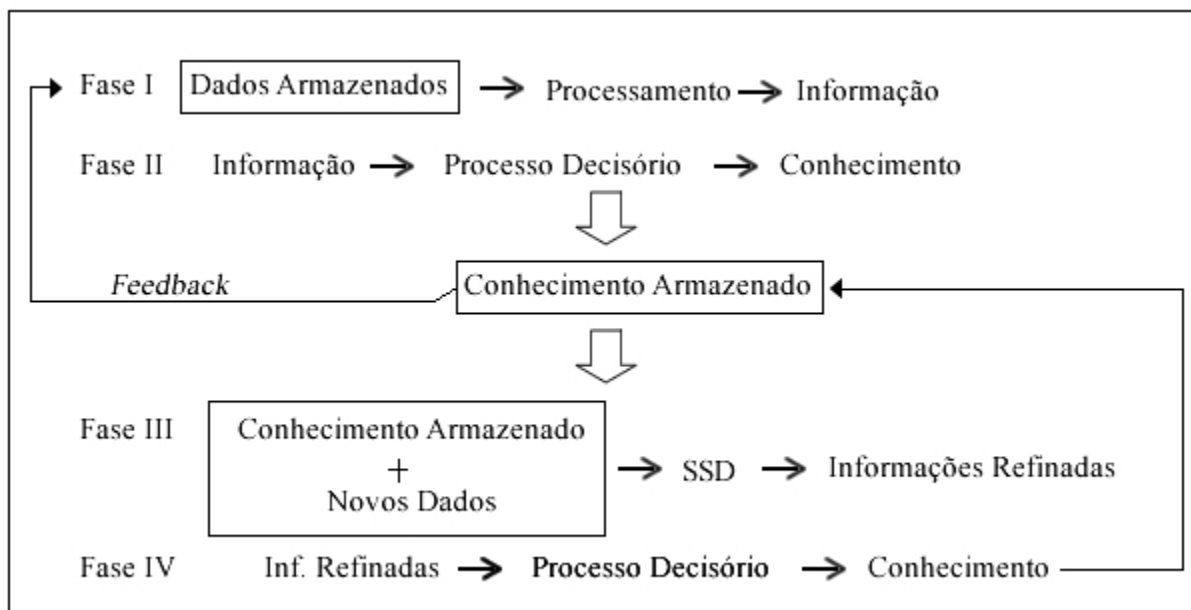 Fase I Dados Armazenados Processamento Informação
Fase II Informação Processo Decisório Conhecimento
Feedback Conhecimento Armazenado
Fase III Conhecimento Armazenado
+
SSD Informações Refinadas
Novos Dados
Fase IV Inf. Refinadas Processo Decisório Conhecimento